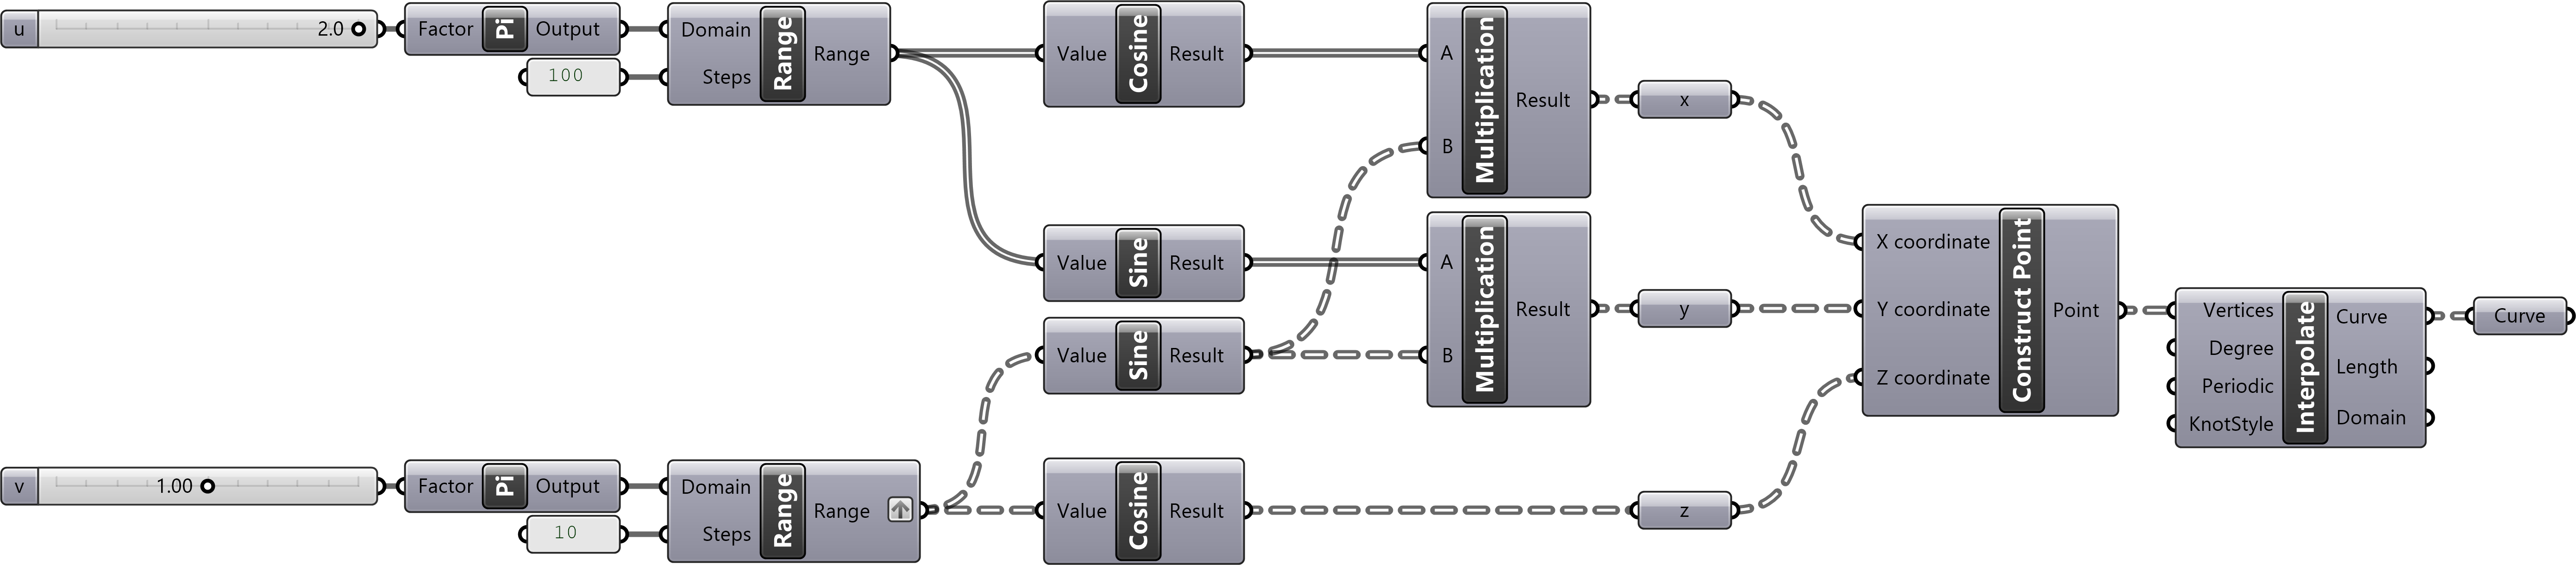 u
2.0
Factor
Pi
Output
100
Domain
Steps
Range
Range
Value
Cosine
Result
A
B
Multiplication
Result
x
Value
Sine
Result
A
B
Multiplication
Result
y
Value
Sine
Result
X coordinate
Y coordinate
Z coordinate
Construct Point
Point
Vertices
Degree
Periodic
KnotStyle
Interpolate
Curve
Length
Domain
Curve
v
1.00
Factor
Pi
Output
10
Domain
Steps
Range
Range
Value
Cosine
Result
z